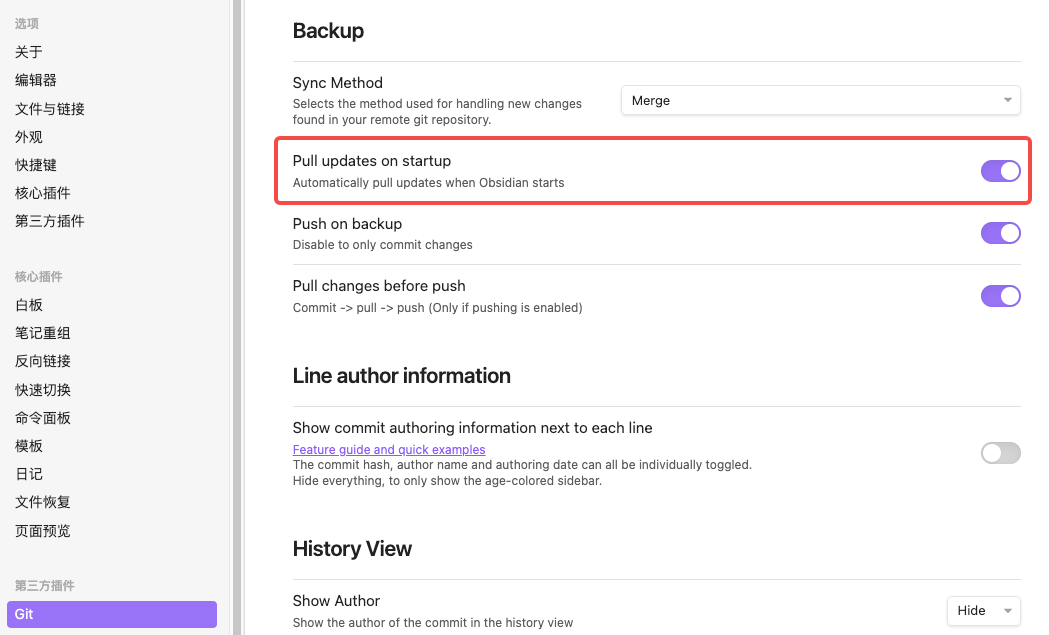 选项
关于
编辑器
文件与链接
外观
快捷键
核心插件
第三方插件
核心插件
白板
笔记重组
反向链接
快速切换
命令面板
模板
日记
文件恢复
页面预览
第三方插件
Git
Backup
Sync Method
Selects the method used for handling new changes
found in your remote git repository.
Merge
Pull updates on startup
Automatically pull updates when Obsidian starts
Push on backup
Disable to only commit changes
Pull changes before push
Commit -> pull -> push (Only if pushing is enabled)
Line author information
Show commit authoring information next to each line
Feature guide and quick examples
The commit hash, author name and authoring date can all be individually toggled.
Hide everything, to only show the age-colored sidebar.
History View
Show Author
Show the author of the commit in the history view
Hide